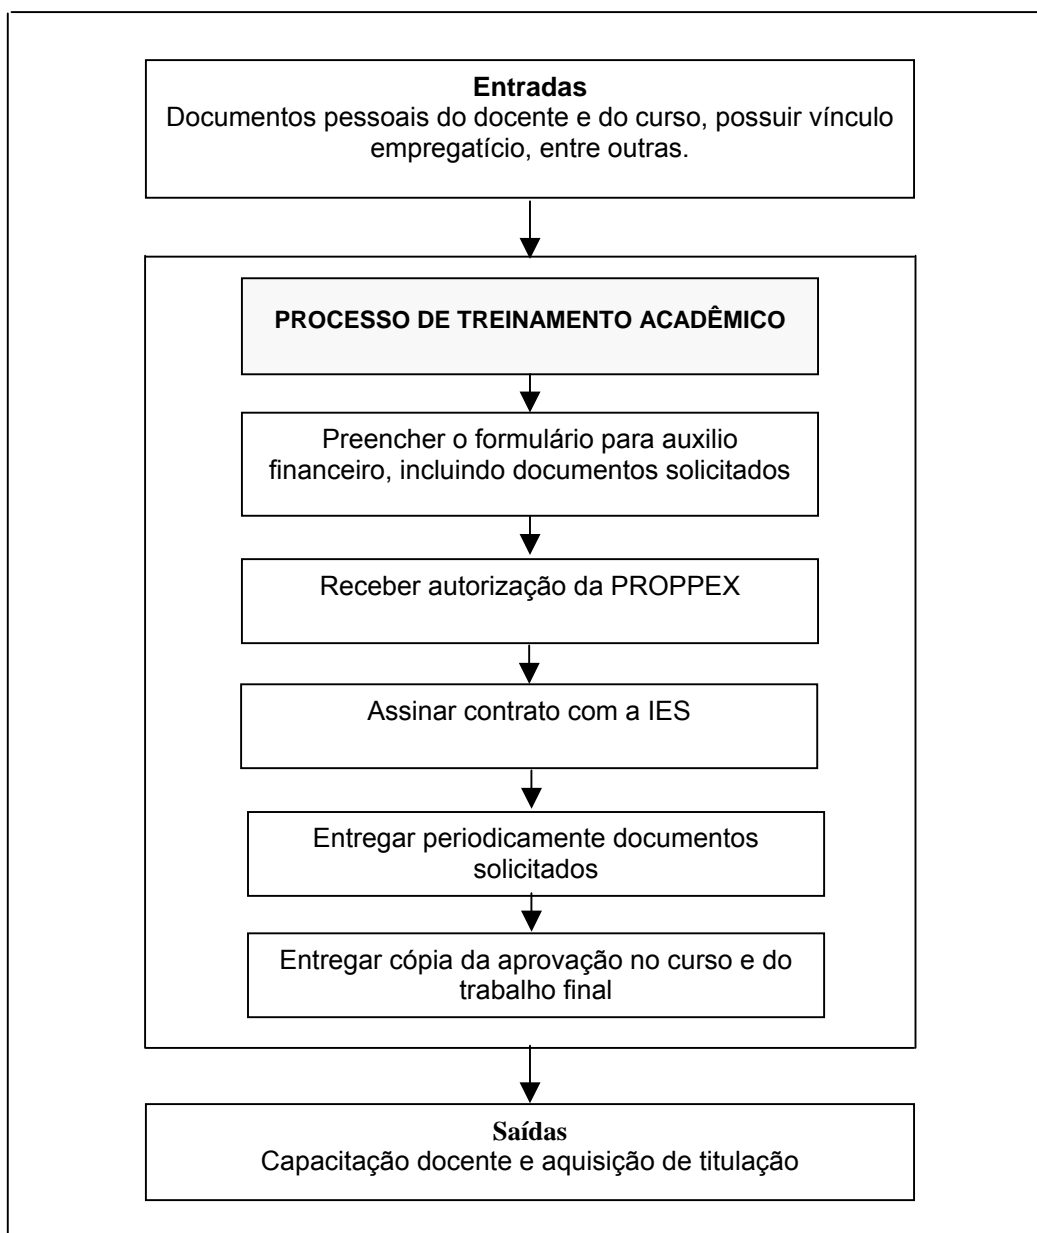 Entradas
Documentos pessoais do docente e do curso, possuir vínculo
empregatício, entre outras.
PROCESSO DE TREINAMENTO ACADÊMICO
Preencher o formulário para auxilio
financeiro, incluindo documentos solicitados
Receber autorização da PROPPEX
Assinar contrato com a IES
Entregar periodicamente documentos
solicitados
Entregar cópia da aprovação no curso e do
trabalho final
Saídas
Capacitação docente e aquisição de titulação